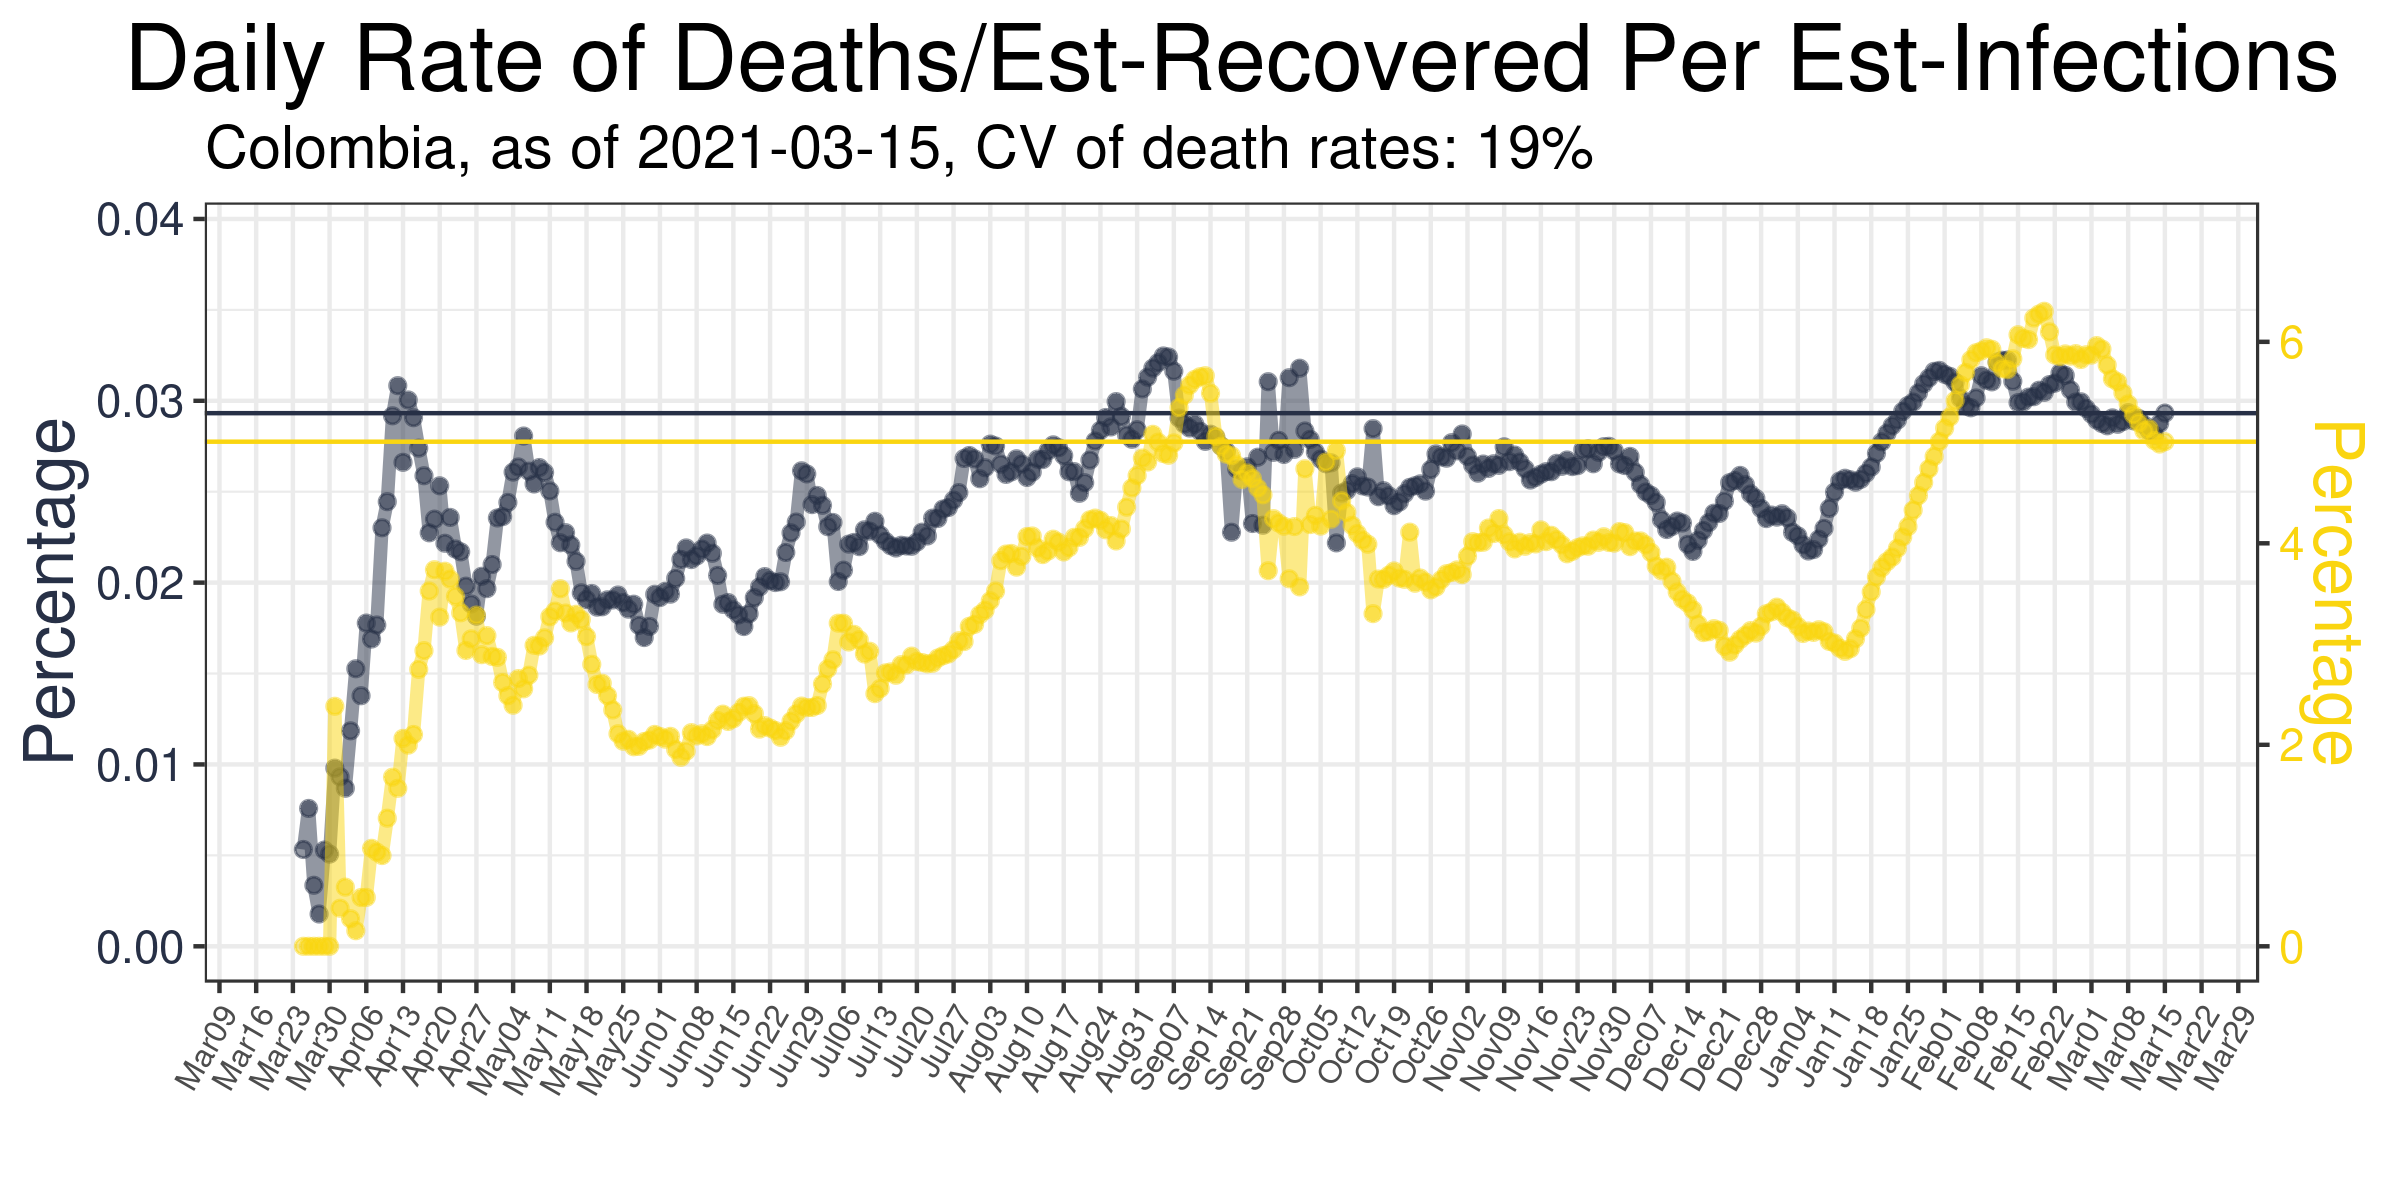 Daily Rate of Deaths/Est-Recovered Per Est-Infections
Colombia, as of 2021-03-15, CV of death rates: 19%
Percentage
0.04
0.03
0.02
0.01
0.00
6
4
2
0
Percentage
Mar09
Mar16
Mar23
Mar30
Apr06
Apr13
Apr20
Apr27
May04
May11
May18
May25
Jun01
Jun08
Jun15
Jun22
Jun29
Jul06
Jul13
Jul20
Jul27
Aug03
Aug10
Aug17
Aug24
Aug31
Sep07
Sep14
Sep21
Sep28
Oct05
Oct12
Oct19
Oct26
Nov02
Nov09
Nov16
Nov23
Nov30
Dec07
Dec14
Dec21
Dec28
Jan04
Jan11
Jan18
Jan25
Feb01
Feb08
Feb15
Feb22
Mar01
Mar08
Mar15
Mar22
Mar29